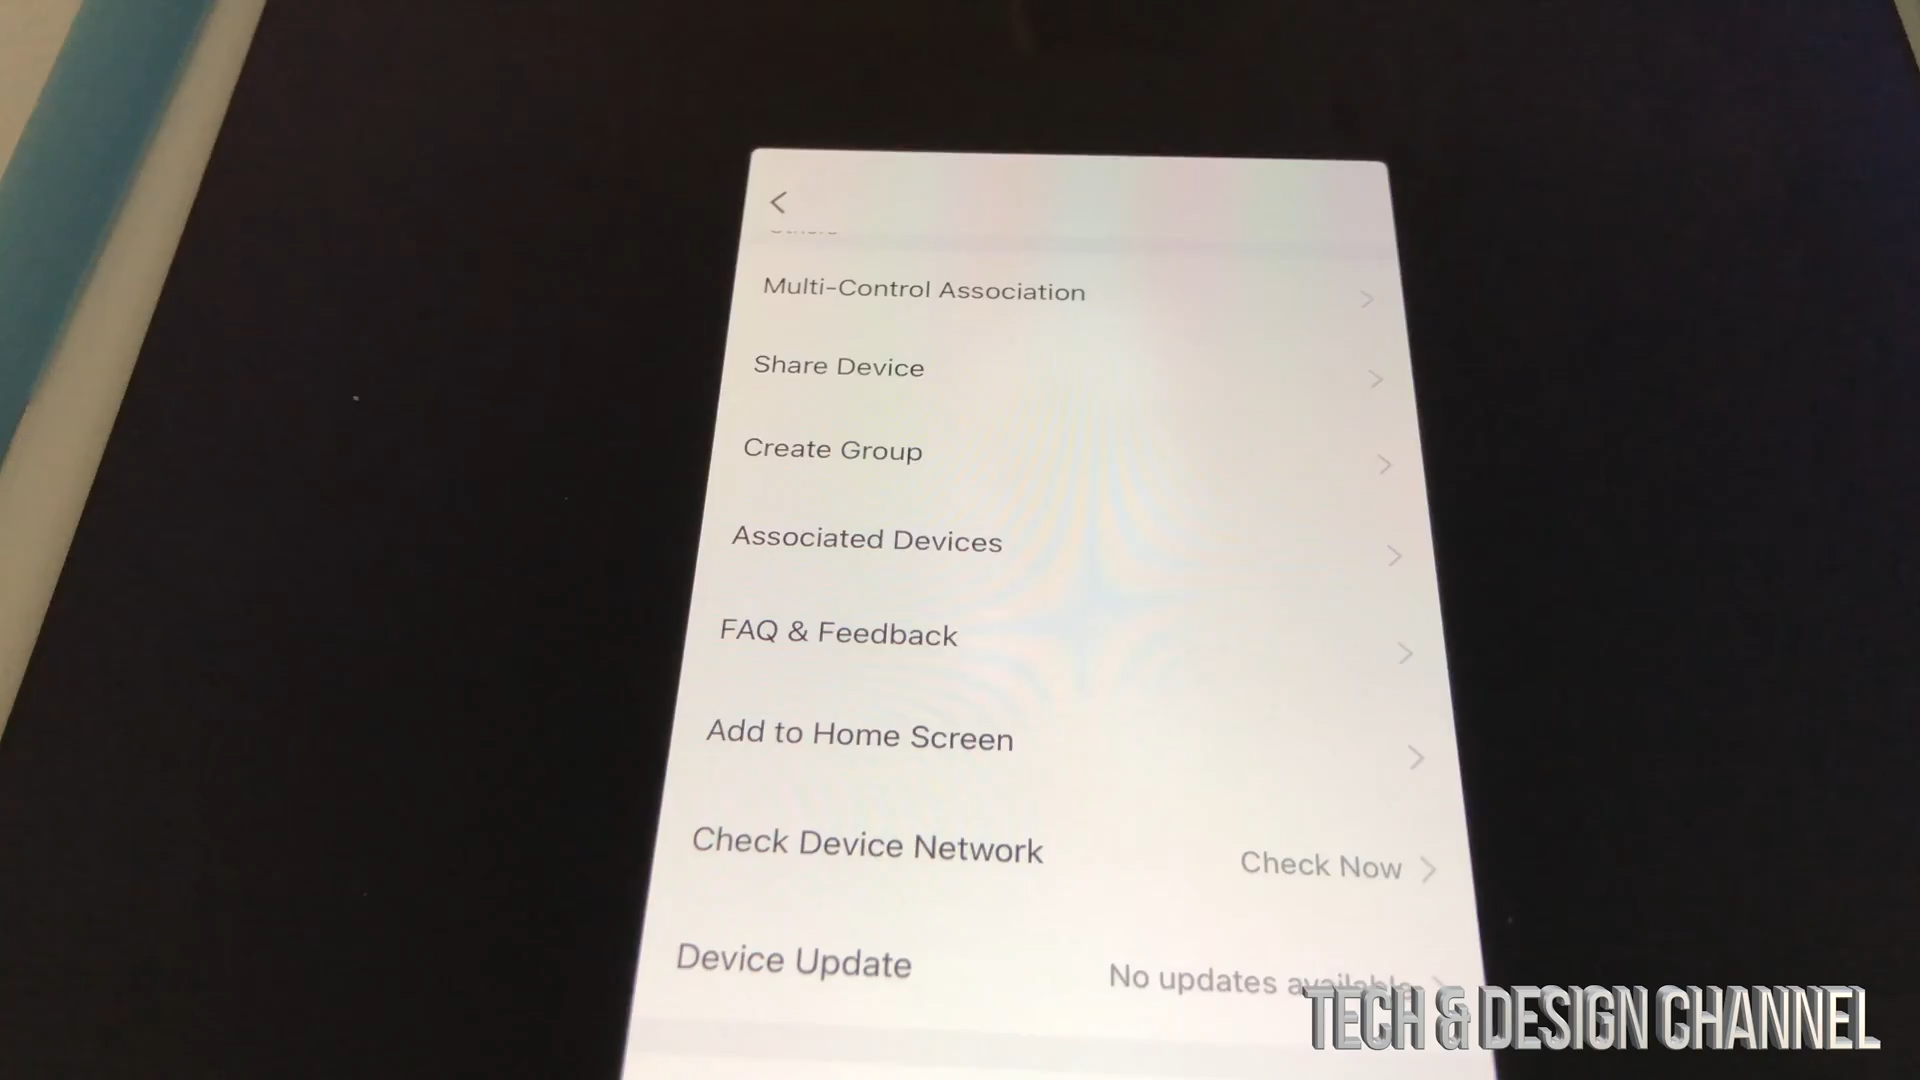 Multi-Control Association
Share Device
Create Group
Associated Devices
FAQ & Feedback
Add to Home Screen
Check Device Network Check Now
Device Update No updates available
TECH & DESIGN CHANNEL